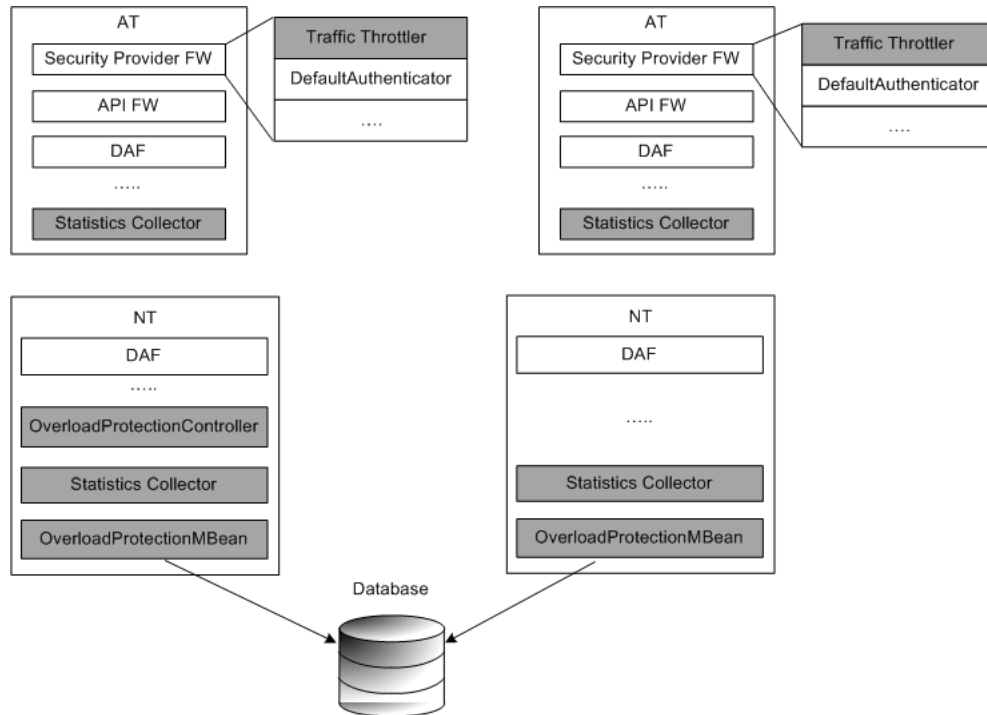 AT
Security Provider FW
API FW
DAF
.....
Statistics Collector
Traffic Throttler
DefaultAuthenticator
....
AT
Security Provider FW
API FW
DAF
.....
Statistics Collector
Traffic Throttler
DefaultAuthenticator
....
NT
DAF
.....
OverloadProtectionController
Statistics Collector
OverloadProtectionMBean
NT
DAF
.....
Statistics Collector
OverloadProtectionMBean
Database